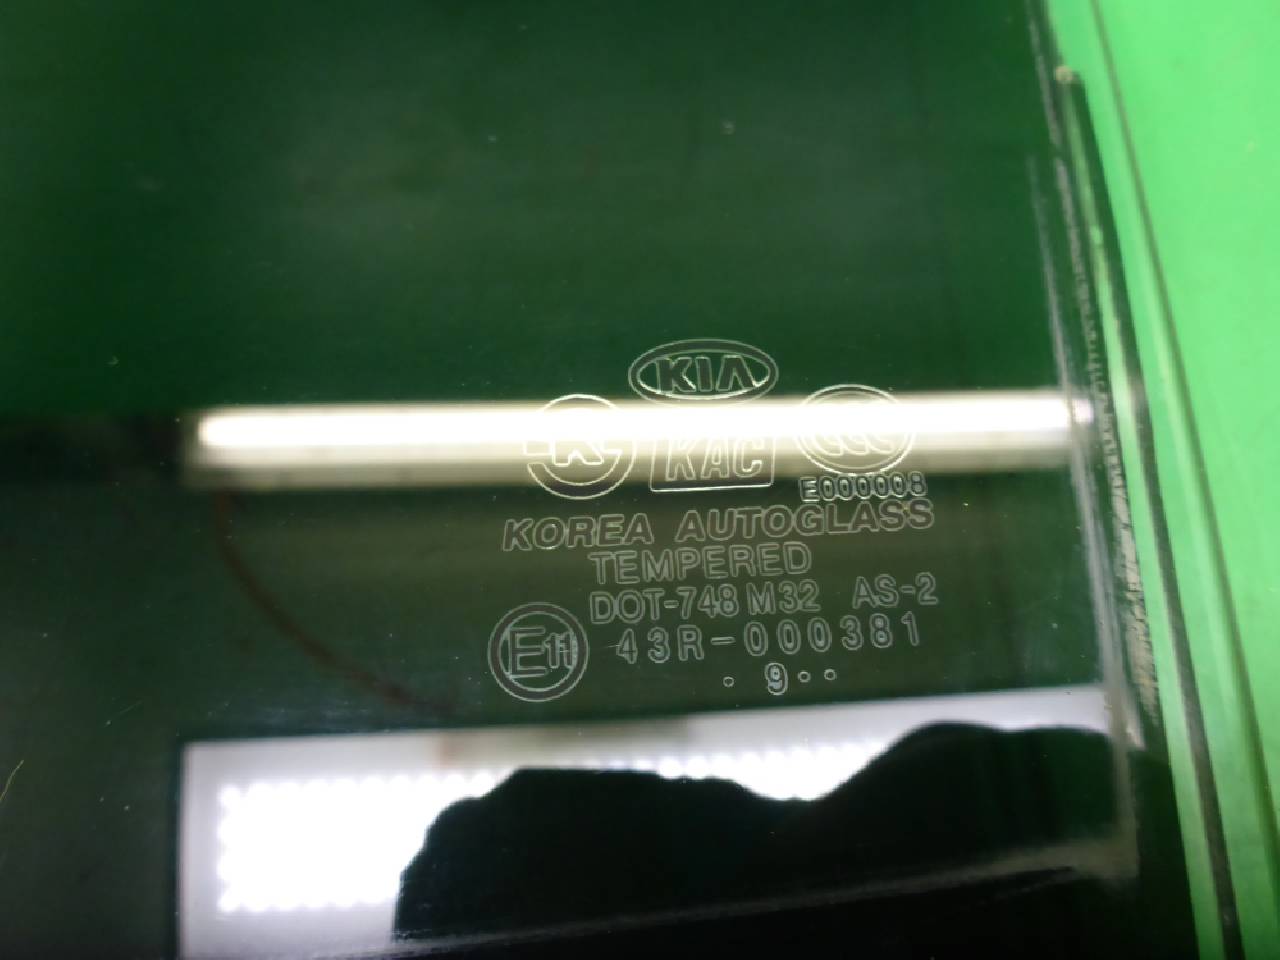 KIA
K
KAC
CCC
E000008
KOREA AUTOGLASS
TEMPERED
DOT-748 M32 AS-2
E11 43R-000381
. 9 . .